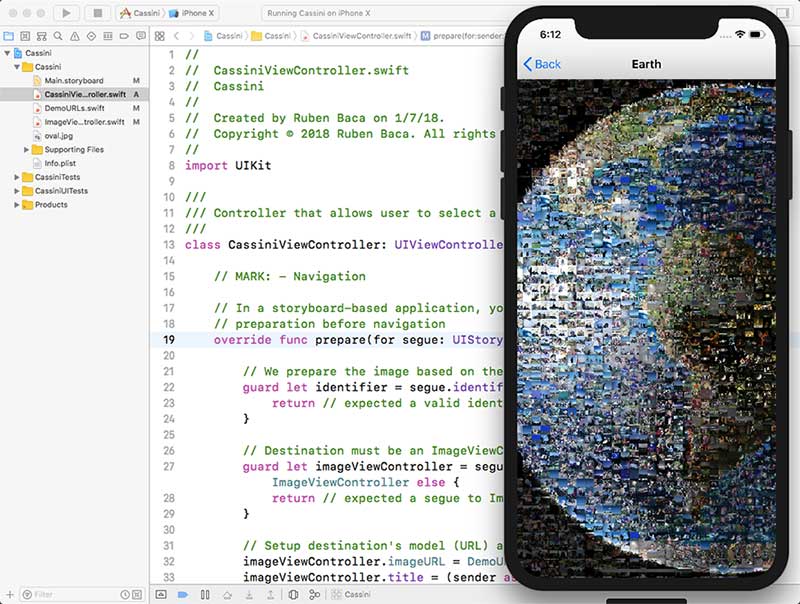 Cassini
iPhone X
Running Cassini on iPhone X
Cassini
Cassini
CassiniViewController.swift
prepare(for:sender:
Cassini
Cassini
Main.storyboard M
CassiniVie...roller.swift A
DemoURLs.swift M
ImageView...troller.swift M
oval.jpg
Supporting Files
Info.plist
CassiniTests
CassiniUITests
Products
1 //
2 // CassiniViewController.swift
3 // Cassini
4 //
5 // Created by Ruben Baca on 1/7/18.
6 // Copyright © 2018 Ruben Baca. All rights
7 //
8 import UIKit
9
10 ///
11 /// Controller that allows user to select a
12 ///
13 class CassiniViewController: UIViewControlle
14
15 // MARK: - Navigation
16
17 // In a storyboard-based application, yo
18 // preparation before navigation
19 override func prepare(for segue: UIStory
20
21 // We prepare the image based on the
22 guard let identifier = segue.identif
23 return // expected a valid ident
24 }
25
26 // Destination must be an ImageViewC
27 guard let imageViewController = segu
ImageViewController else {
28 return // expected a segue to Im
29 }
30
31 // Setup destination's model (URL) a
32 imageViewController.imageURL = DemoU
33 imageViewController.title = (sender as
Filter
Cassini
6:12
Back
Earth